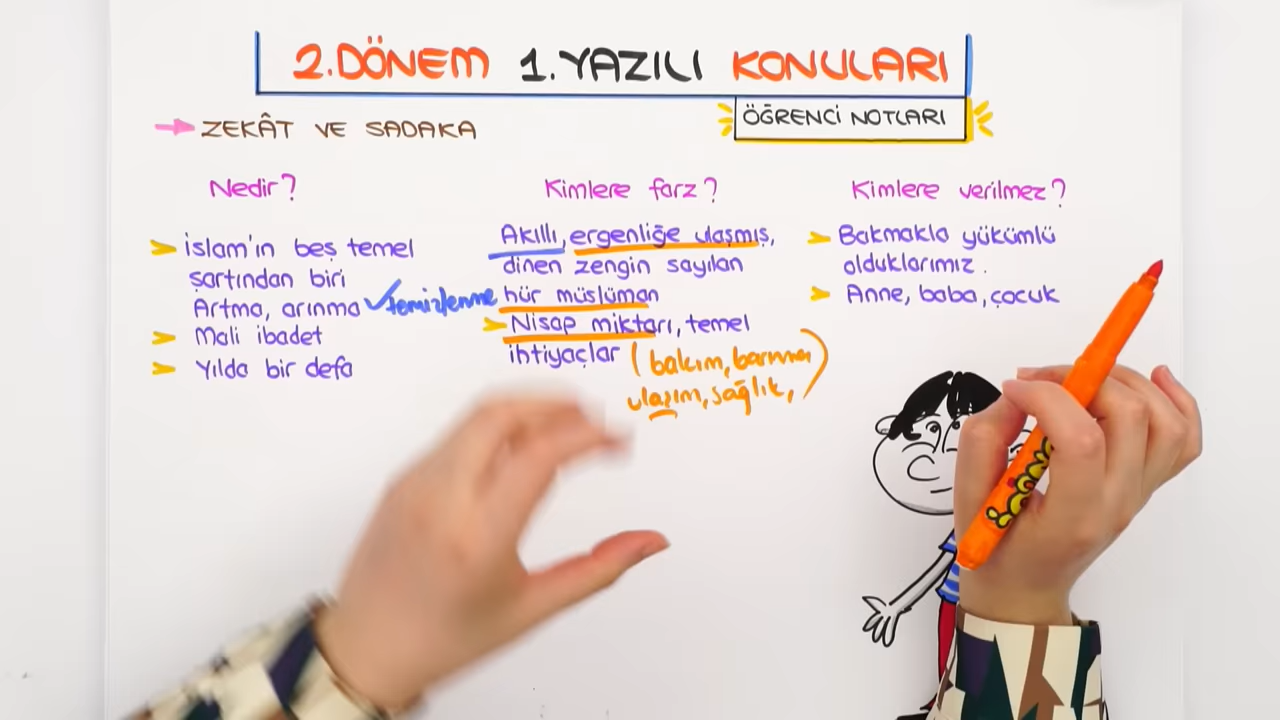 2.DÖNEM 1.YAZILI KONULARI
ÖĞRENCİ NOTLARI
ZEKÂT VE SADAKA
Nedir?
İslam'ın beş temel
şartından biri
Artma, arınma temizlenme
Mali ibadet
Yılda bir defa
Kimlere farz?
Akıllı, ergenliğe ulaşmış,
dinen zengin sayılan
hür müslüman
Nisap miktarı, temel
ihtiyaçlar (bakım, barınma
ulaşım, sağlık,)
Kimlere verilmez?
Bakmakla yükümlü
olduklarımız.
Anne, baba, çocuk